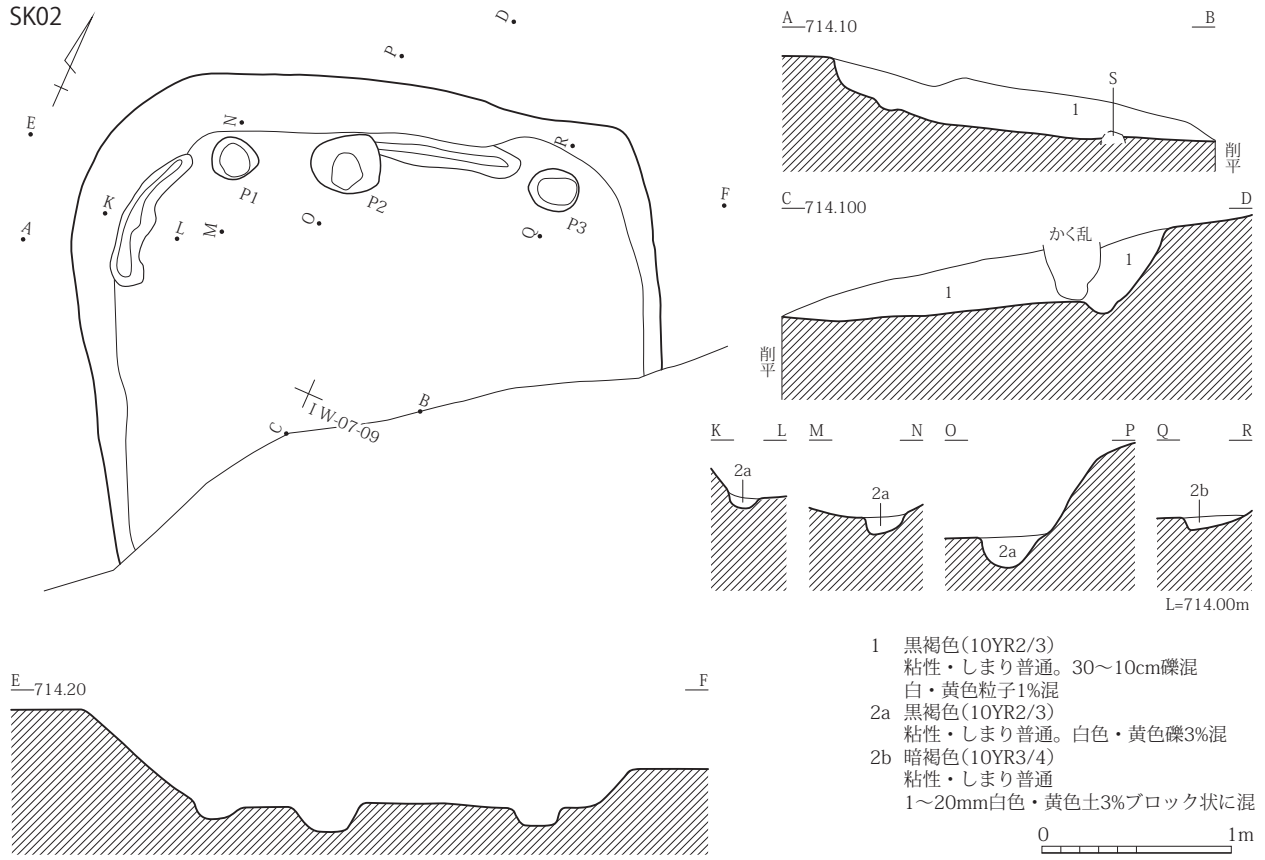 SK02
D
P
E
N
R
K
P1
P2
P3
F
A
L
M
O
Q
I W-07-09
B
C
A 714.10 B
S
1
削平
C 714.100 D
かく乱
1
1
削平
K L M N O P Q R
2a
2a
2a
2b
L=714.00m
E 714.20 F
1 黒褐色(10YR2/3)
粘性・しまり普通。30〜10cm礫混
白・黄色粒子1%混
2a 黒褐色(10YR2/3)
粘性・しまり普通。白色・黄色礫3%混
2b 暗褐色(10YR3/4)
粘性・しまり普通
1〜20mm白色・黄色土3%ブロック状に混
0 1m